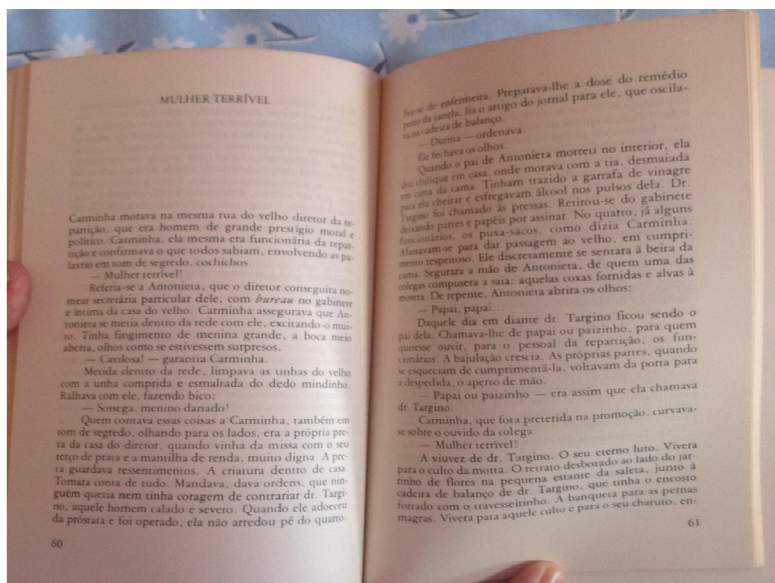 MULHER TERRÍVEL
Carminha morava na mesma rua do velho diretor da re-
partição, que era homem de grande prestígio moral e
político. Carminha, ela mesma era funcionária da repar-
tição e confirmava o que todos sabiam, envolvendo as pa-
lavras em tom de segredo, cochichos.
— Mulher terrível!
Referia-se a Antonieta, que o diretor conseguira no-
mear secretária particular dele, com bureau no gabinete
e íntima da casa do velho. Carminha assegurava que An-
tonieta se metia dentro da rede com ele, excitando-o mui-
to. Tinha fingimento de menina grande, a boca meio
aberta, olhos como se estivessem surpresos.
— Cavilosa! — garantia Carminha.
Metida dentro da rede, limpava as unhas do velho
com a unha comprida e esmaltada do dedo mindinho.
Ralhava com ele, fazendo bico:
— Sossega, menino danado!
Quem contava essas coisas a Carminha, também em
tom de segredo, olhando para os lados, era a própria pre-
ta da casa do diretor, quando vinha da missa com o seu
terço de prata e a mantilha de renda, muito digna. A pre-
ta guardava ressentimentos. A criatura dentro de casa.
Tomara conta de tudo. Mandava, dava ordens, que nin-
guém queria nem tinha coragem de contrariar dr. Targi-
no, aquele homem calado e severo. Quando ele adoeceu
da próstata e foi operado, ela não arredou pé do quarto.
60
Fez-se de enfermeira. Preparava-lhe a dose do remédio
perto da janela, lia o artigo do jornal para ele, que oscila-
va na cadeira de balanço.
— Durma — ordenava.
Ele fechava os olhos.
Quando o pai de Antonieta morreu no interior, ela
deu chilique em casa, onde morava com a tia, desmaiada
em cima da cama. Tinham trazido a garrafa de vinagre
para ela cheirar e esfregavam álcool nos pulsos dela. Dr.
Targino foi chamado às pressas. Retirou-se do gabinete
deixando partes e papéis por assinar. No quarto, já alguns
funcionários, os puxa-sacos, como dizia Carminha.
Afastavam-se para dar passagem ao velho, em cumpri-
mento respeitoso. Ele discretamente se sentara à beira da
cama. Segurara a mão de Antonieta, de quem uma das
colegas compusera a saia: aquelas coxas fornidas e alvas à
mostra. De repente, Antonieta abrira os olhos:
— Papai, papai.
Daquele dia em diante dr. Targino ficou sendo o
pai dela. Chamava-lhe de papai ou paizinho, para quem
quisesse ouvir, para o pessoal da repartição, os fun-
cionários. A bajulação crescia. As próprias partes, quando
se esqueciam de cumprimentá-la, voltavam da porta para
a despedida, o aperto de mão.
— Papai ou paizinho — era assim que ela chamava
dr. Targino.
Carminha, que fora preterida na promoção, curvava-
se sobre o ouvido da colega:
— Mulher terrível!
A viuvez de dr. Targino. O seu eterno luto. Vivera
para o culto da morta. O retrato desbotado ao lado do jar-
tinho de flores na pequena estante da saleta, junto à
cadeira de balanço de dr. Targino, que tinha o encosto
forrado com o travesseirinho. A banqueta para as pernas
magras. Vivera para aquele culto e para o seu charuto, en-
61